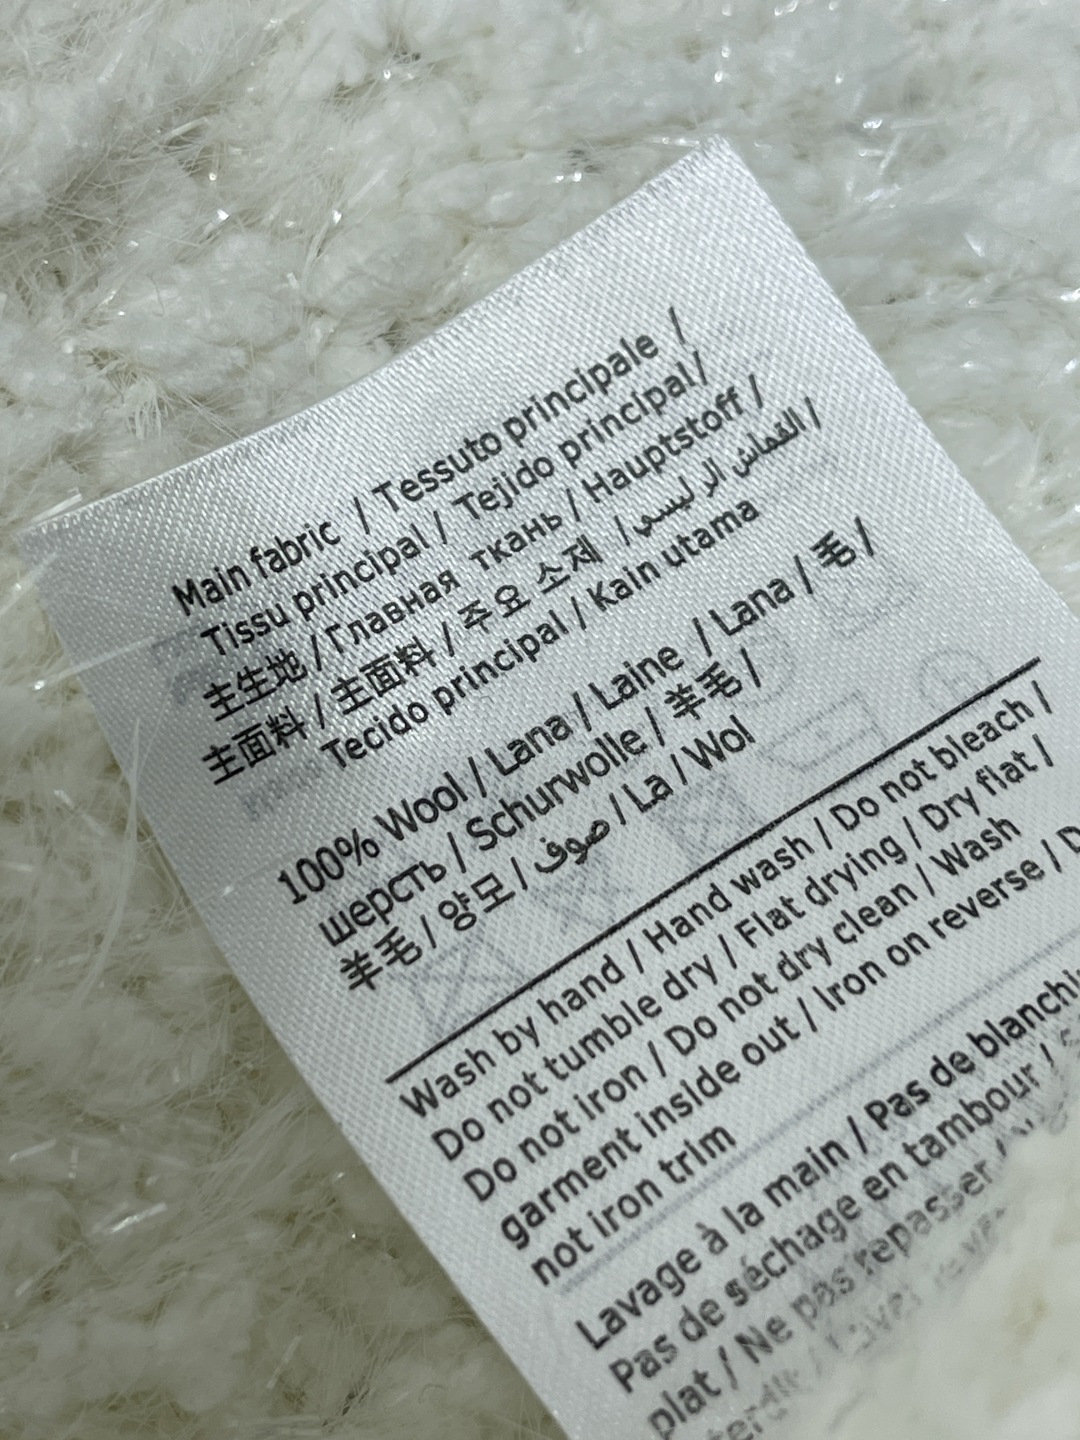 Main fabric / Tessuto principale /
Tissu principal / Tejido principal/
主生地 /Главная ткань / Hauptstoff /
主面料 / 主面料 / 주요 소재 /القماش الرئيسي /
Tecido principal / Kain utama
100% Wool / Lana / Laine / Lana / 毛 /
шерсть / Schurwolle / 羊毛 /
羊毛 / 양모 / صوف / Lã / Wol
Wash by hand / Hand wash / Do not bleach /
Do not tumble dry / Flat drying / Dry flat /
Do not iron / Do not dry clean / Wash
garment inside out / Iron on reverse /
not iron trim
Lavage à la main / Pas de
Pas de séchage en tambour /
plat / Ne pas repasser /